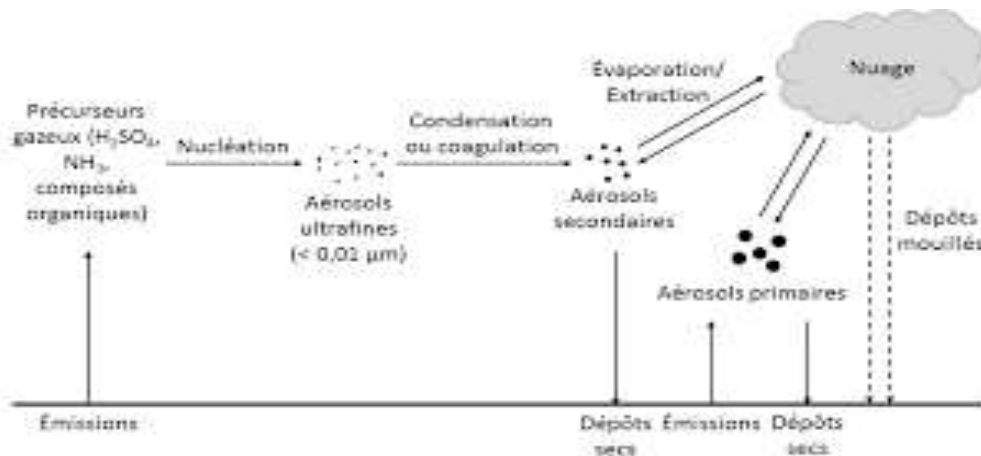 Nuage
Évaporation/
Extraction
Précurseurs
gazeux (H₂SO₄,
NH₃,
composés
organiques)
Nucléation
Condensation
ou coagulation
Aérosols
ultrafines
(< 0,01 µm)
Aérosols
secondaires
Dépôts
mouillés
Aérosols primaires
Émissions
Dépôts
secs
Émissions
Dépôts
secs